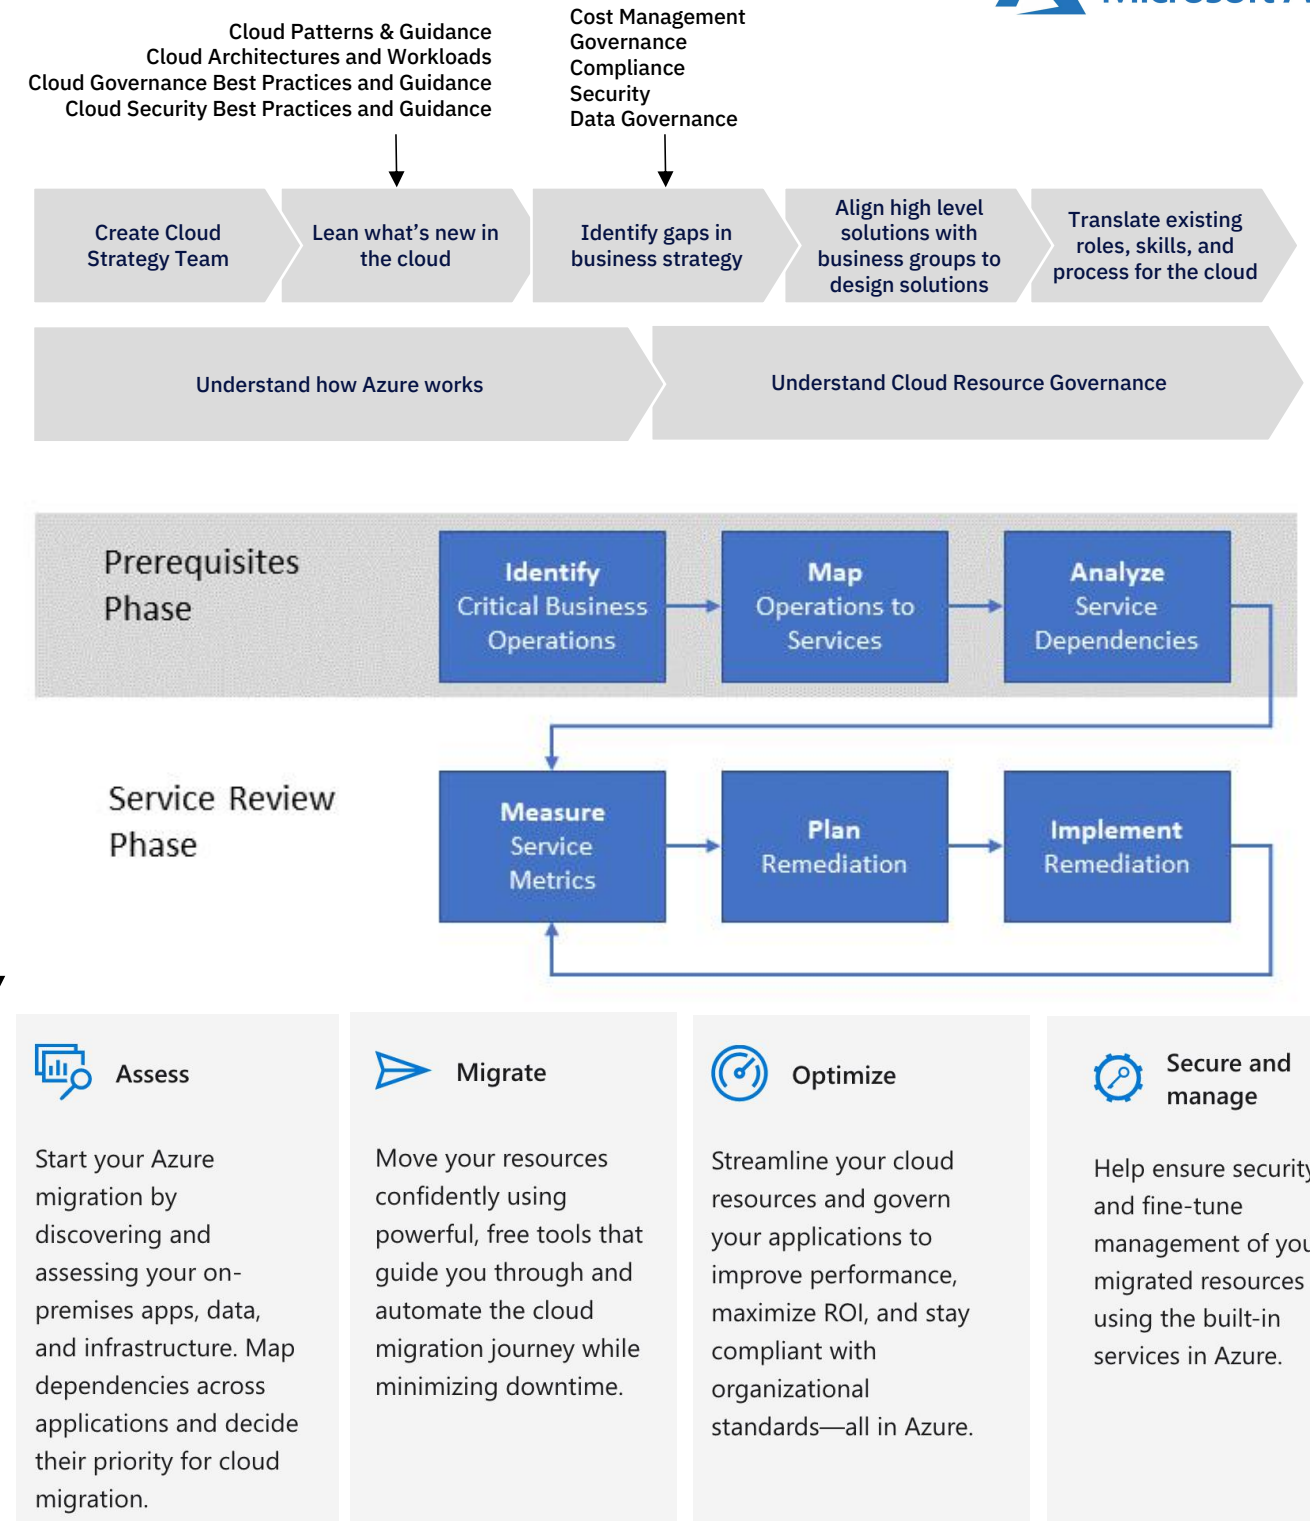 Microsoft
Cloud Patterns & Guidance
Cloud Architectures and Workloads
Cloud Governance Best Practices and Guidance
Cloud Security Best Practices and Guidance
Cost Management
Governance
Compliance
Security
Data Governance
Create Cloud
Strategy Team
Lean what's new in
the cloud
Identify gaps in
business strategy
Align high level
solutions with
business groups to
design solutions
Translate existing
roles, skills, and
process for the cloud
Understand how Azure works
Understand Cloud Resource Governance
Prerequisites
Phase
Identify
Critical Business
Operations
Map
Operations to
Services
Analyze
Service
Dependencies
Service Review
Phase
Measure
Service
Metrics
Plan
Remediation
Implement
Remediation
Assess
Start your Azure
migration by
discovering and
assessing your on-
premises apps, data,
and infrastructure. Map
dependencies across
applications and decide
their priority for cloud
migration.
Migrate
Move your resources
confidently using
powerful, free tools that
guide you through and
automate the cloud
migration journey while
minimizing downtime.
Optimize
Streamline your cloud
resources and govern
your applications to
improve performance,
maximize ROI, and stay
compliant with
organizational
standards—all in Azure.
Secure and
manage
Help ensure security
and fine-tune
management of you
migrated resources
using the built-in
services in Azure.